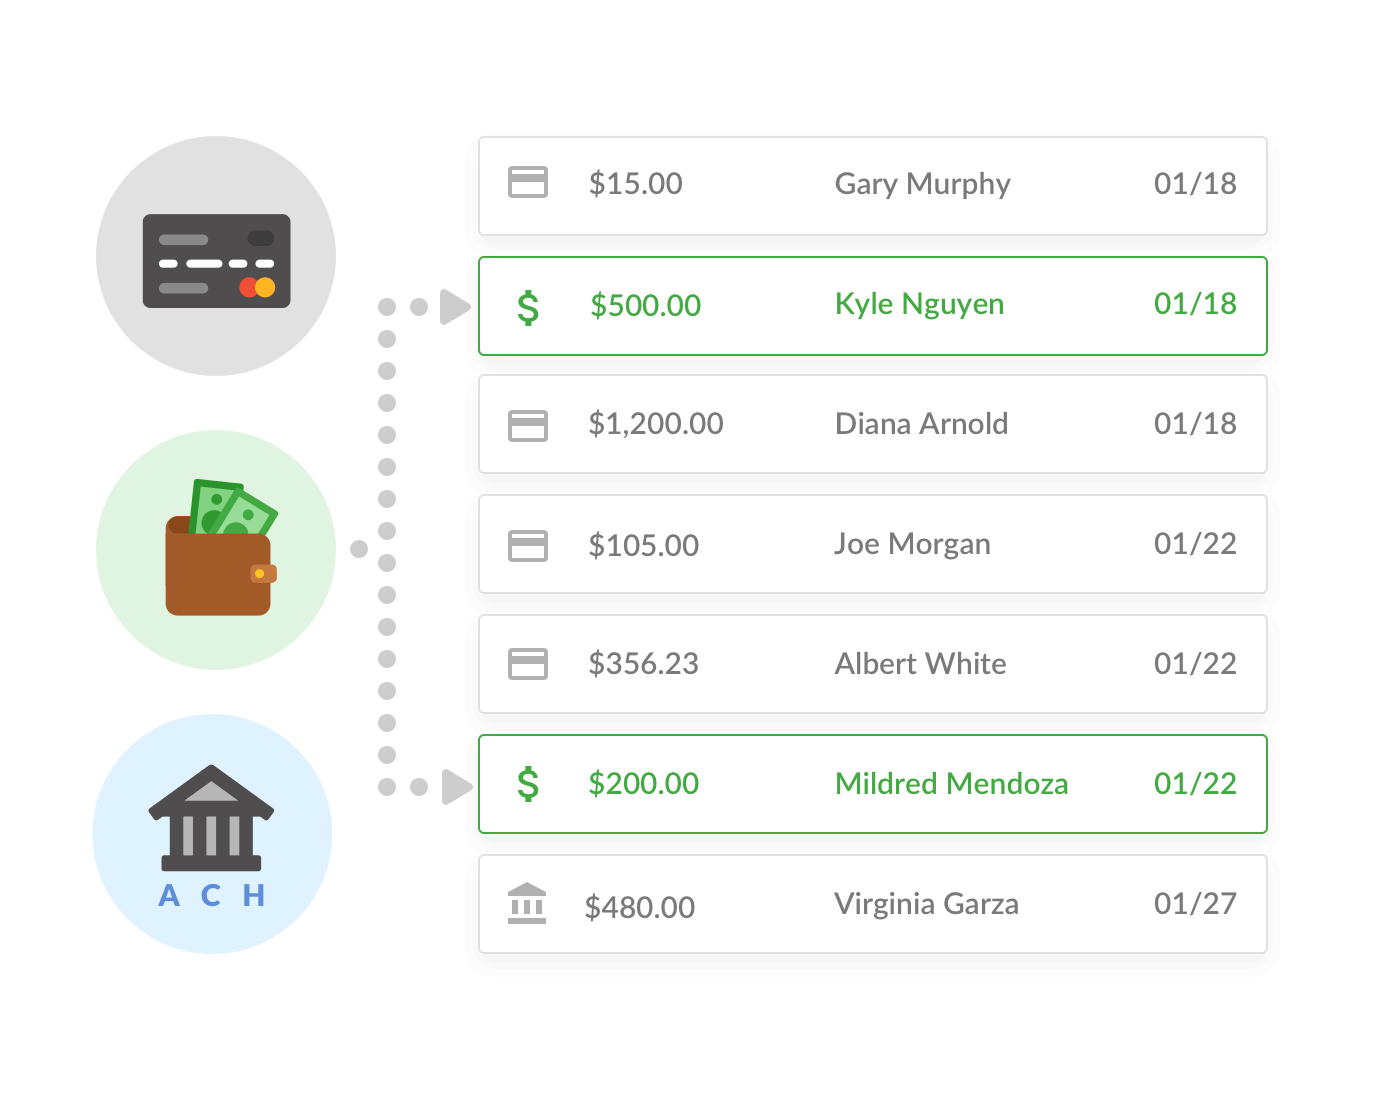 $15.00 Gary Murphy 01/18
$500.00 Kyle Nguyen 01/18
$1,200.00 Diana Arnold 01/18
$105.00 Joe Morgan 01/22
$356.23 Albert White 01/22
$200.00 Mildred Mendoza 01/22
$480.00 Virginia Garza 01/27
A C H